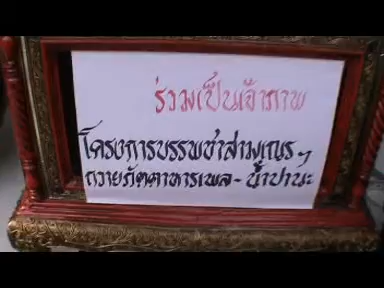 ร่วมเป็นเจ้าภาพ
โครงการบรรพชาสามเณรฯ
ถวายภัตตาหารเพล - น้ำปานะ